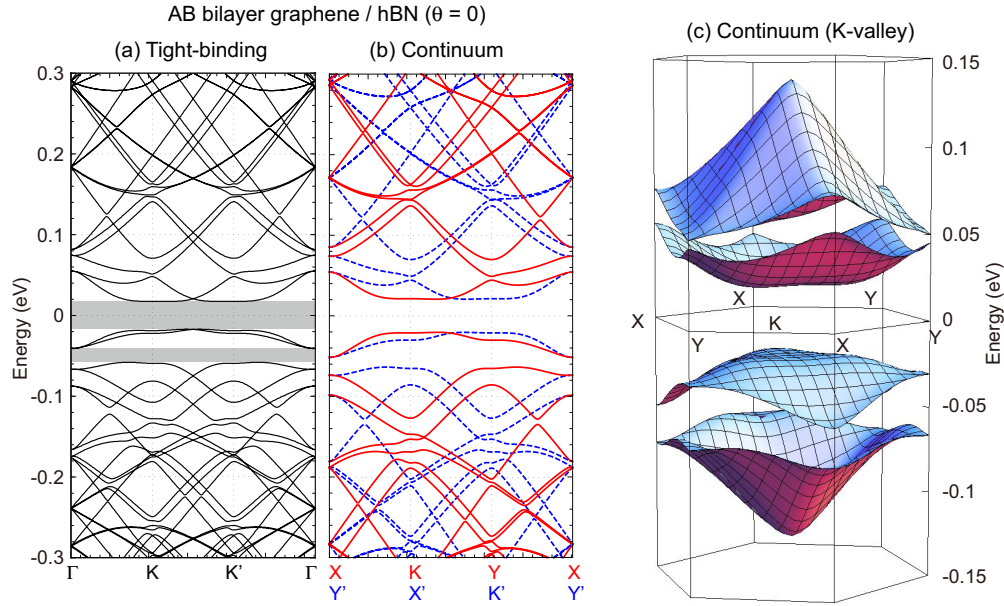 AB bilayer graphene / hBN (θ = 0)
(a) Tight-binding
(b) Continuum
(c) Continuum (K-valley)
Energy (eV)
0.3
0.2
0.1
0
-0.1
-0.2
-0.3
Γ K K' Γ
X K Y X
Y' X' K' Y'
0.15
0.1
0.05
0
-0.05
-0.1
-0.15
Energy (eV)
X Y
X K Y
Y X